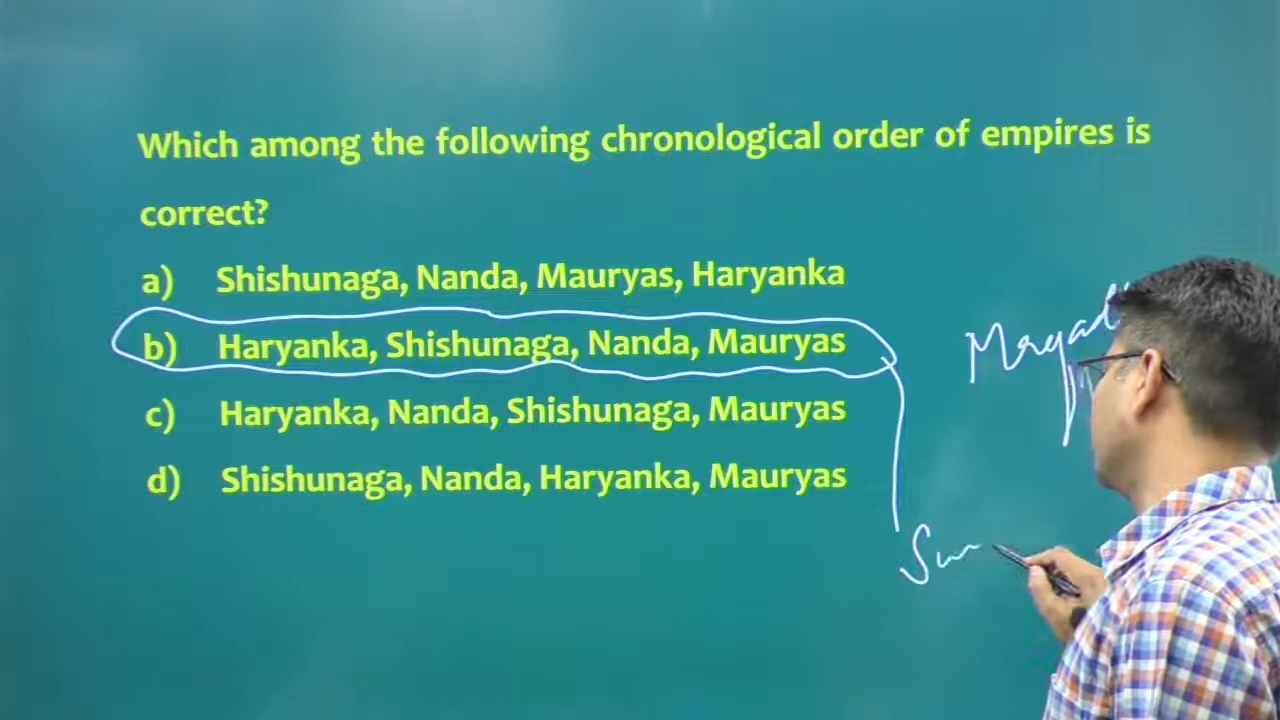 Which among the following chronological order of empires is
correct?
a) Shishunaga, Nanda, Mauryas, Haryanka
b) Haryanka, Shishunaga, Nanda, Mauryas
c) Haryanka, Nanda, Shishunaga, Mauryas
d) Shishunaga, Nanda, Haryanka, Mauryas